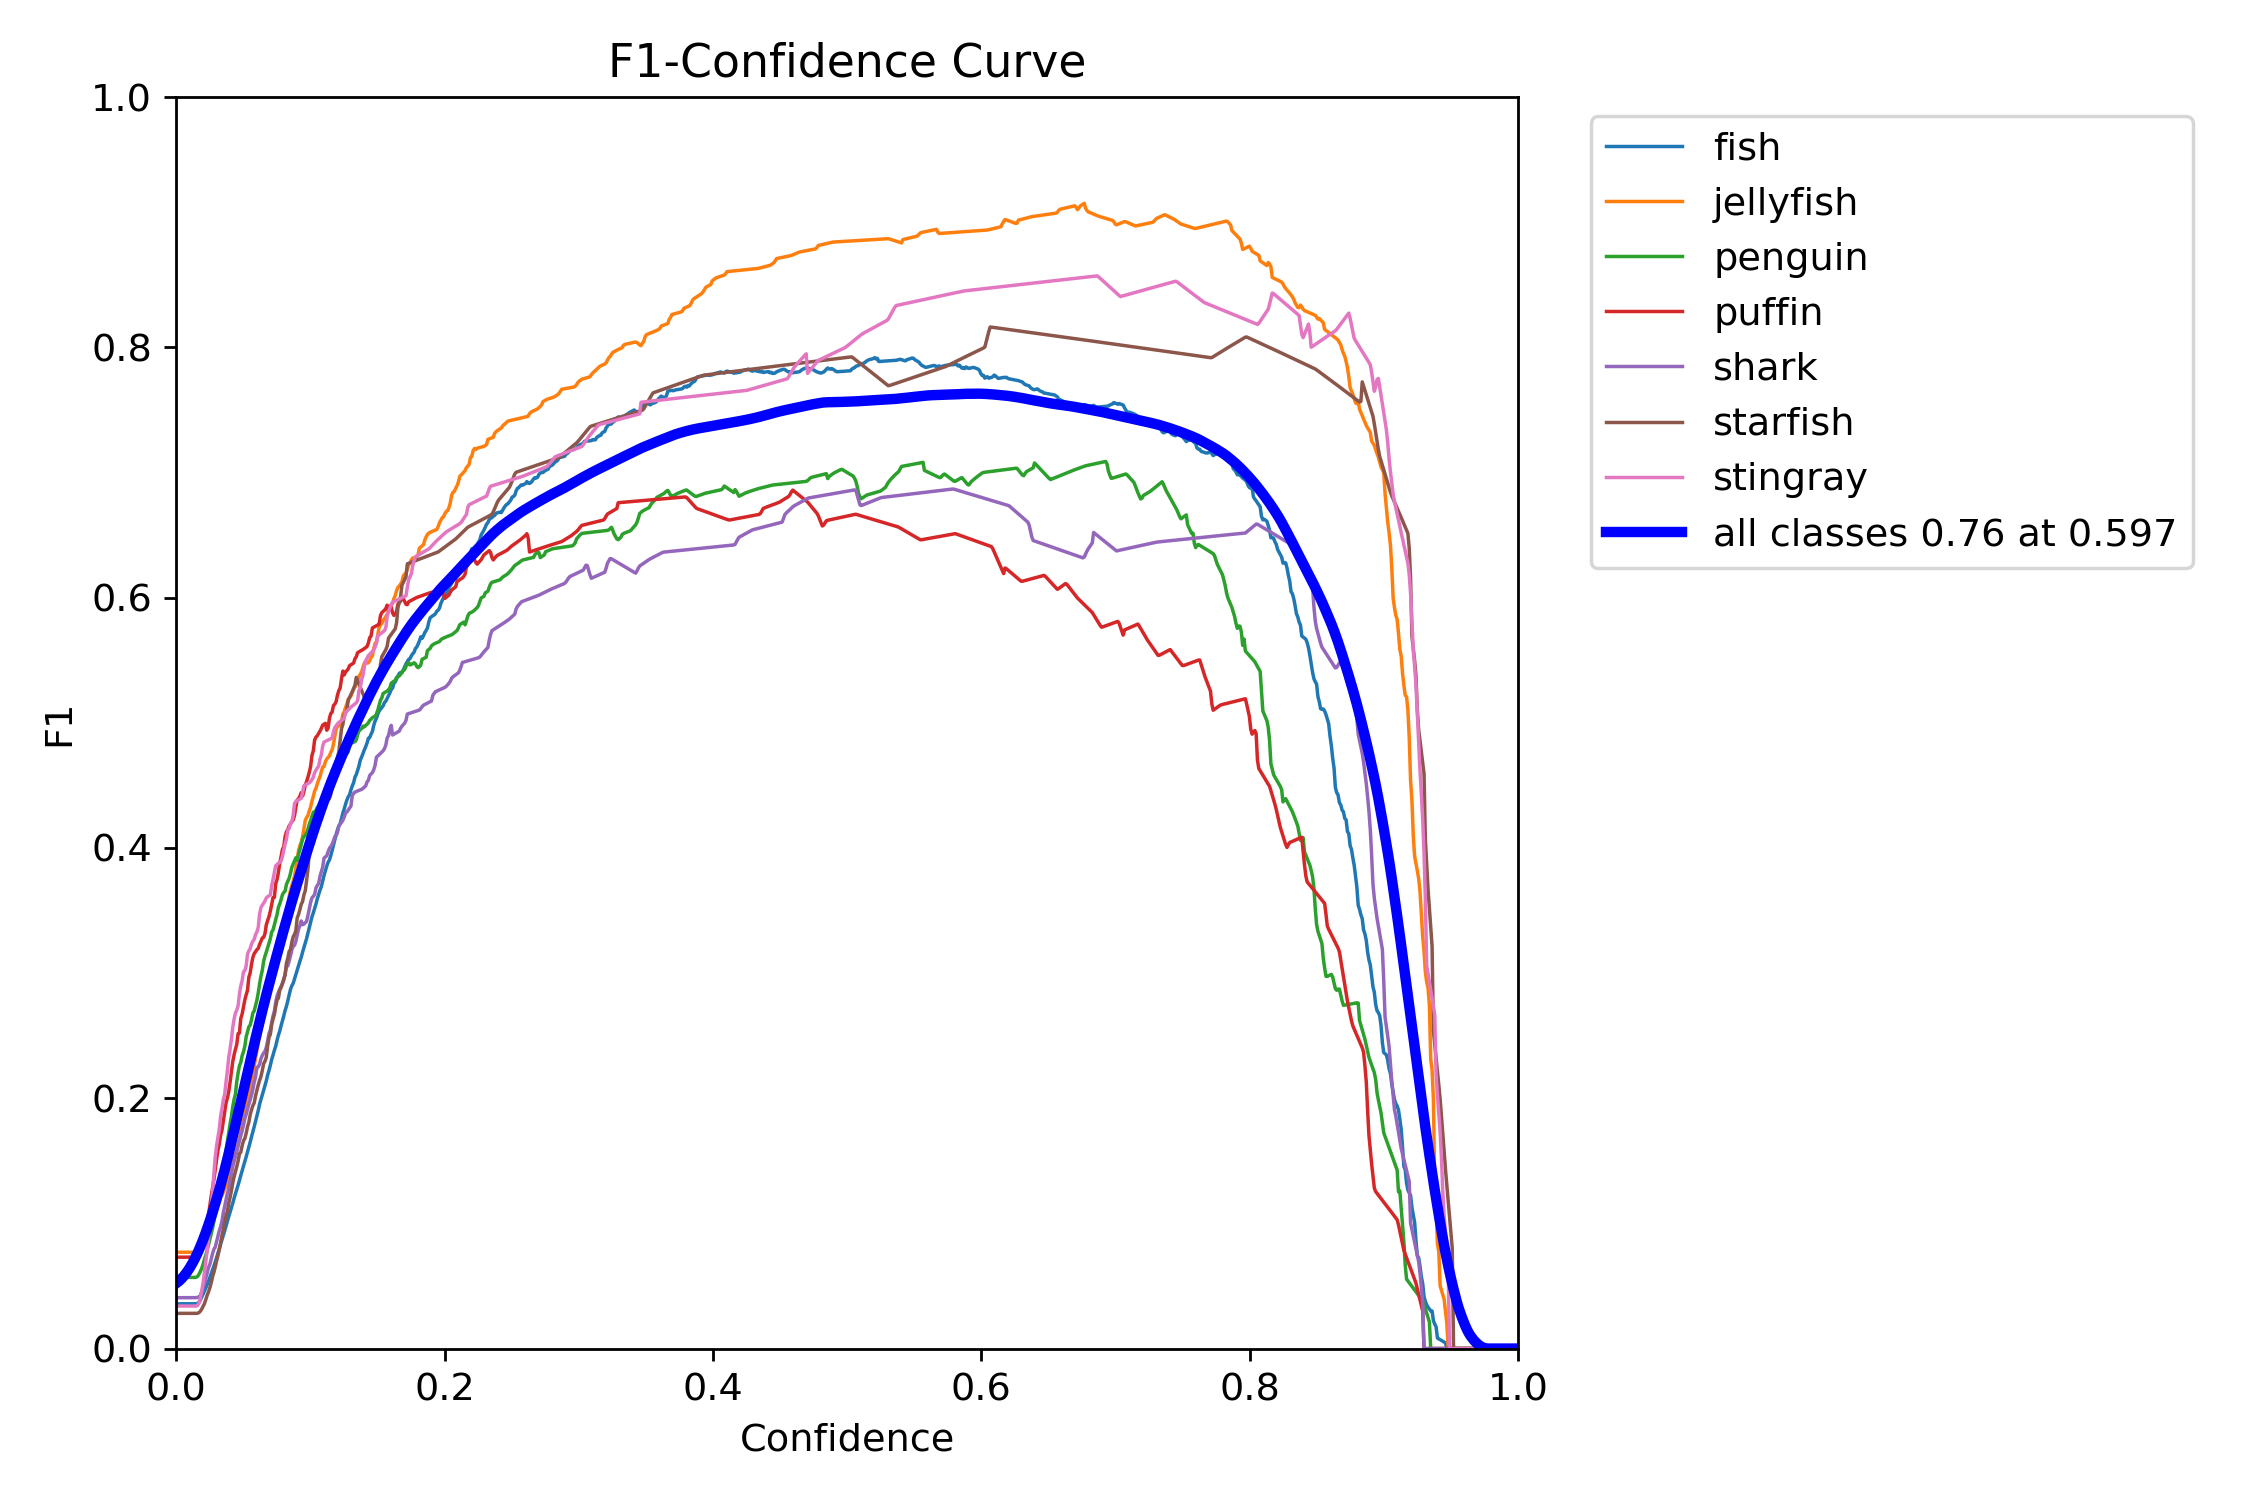 F1-Confidence Curve
1.0
0.8
0.6
0.4
0.2
0.0
F1
0.0 0.2 0.4 0.6 0.8 1.0
Confidence
fish
jellyfish
penguin
puffin
shark
starfish
stingray
all classes 0.76 at 0.597